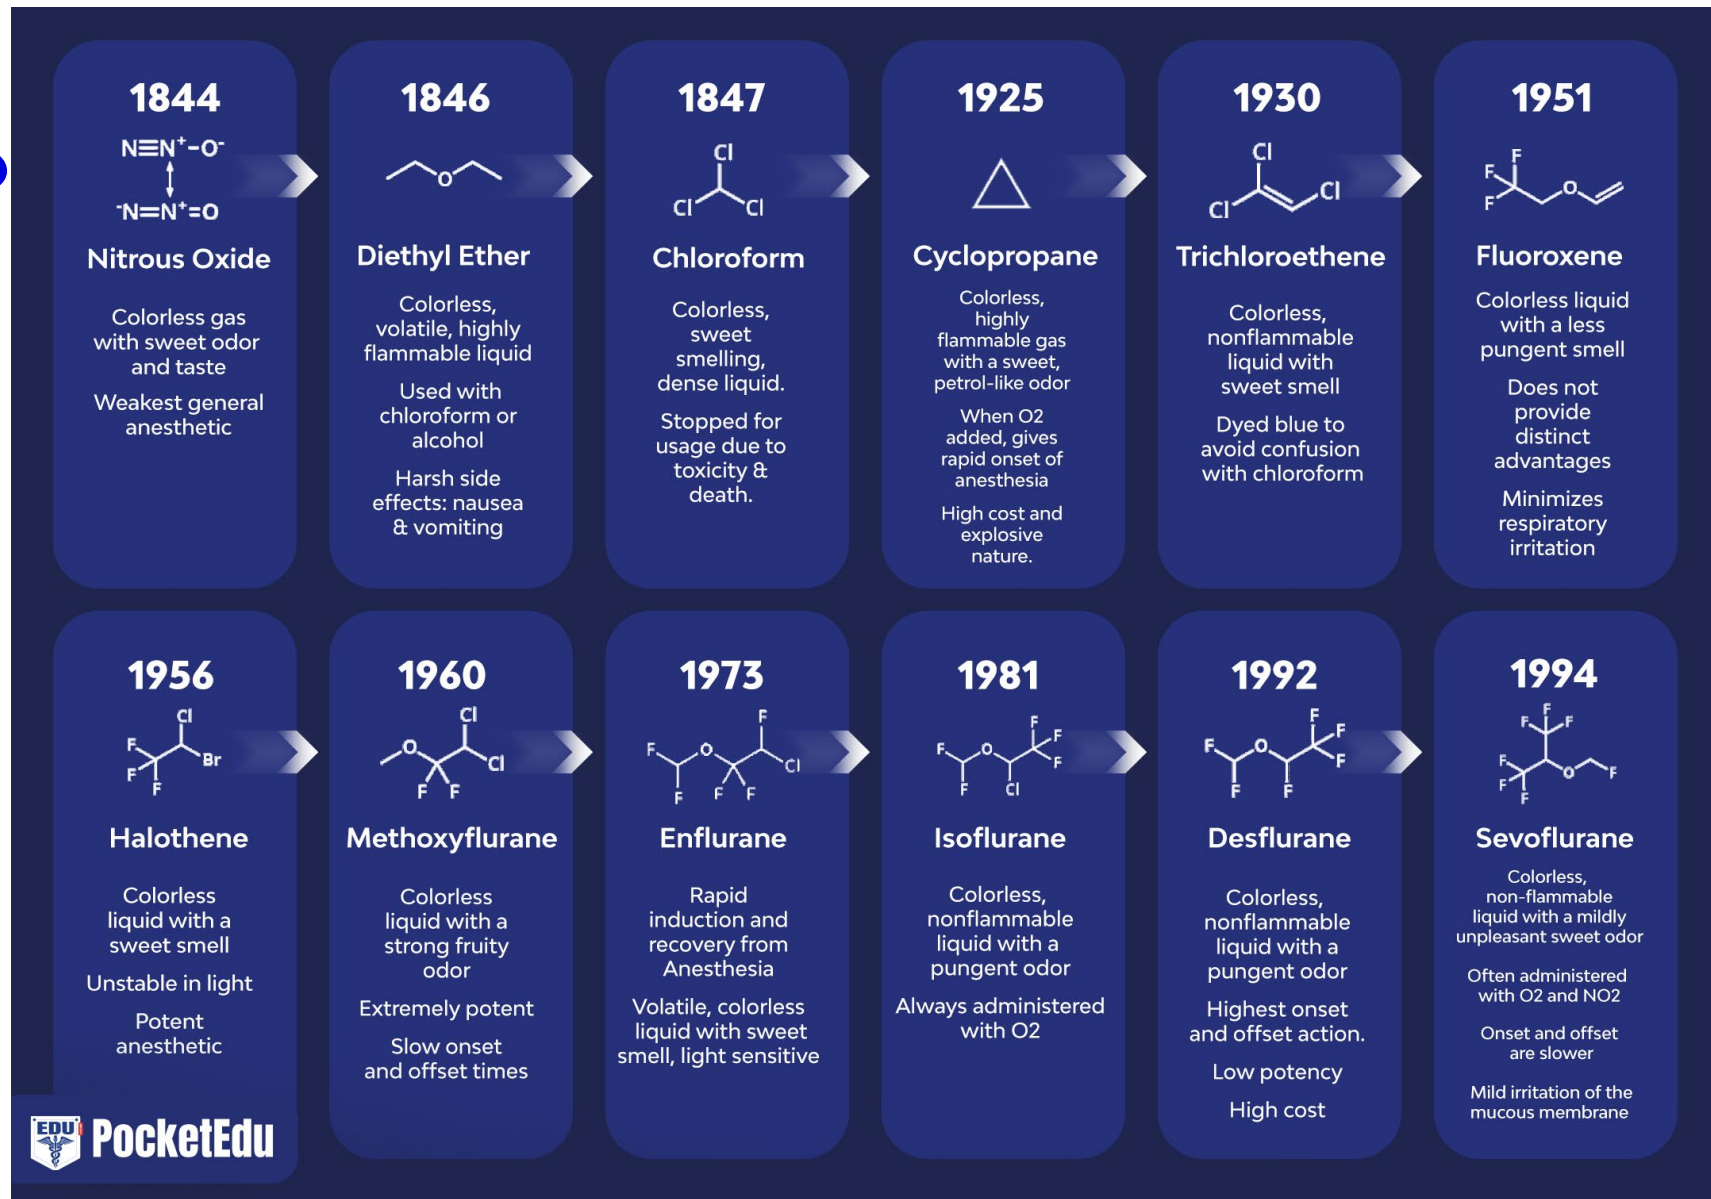 1844
N≡N⁺-O⁻
⁻N=N⁺=O
Nitrous Oxide
Colorless gas
with sweet odor
and taste
Weakest general
anesthetic
1846
O
Diethyl Ether
Colorless,
volatile, highly
flammable liquid
Used with
chloroform or
alcohol
Harsh side
effects: nausea
& vomiting
1847
Cl
Cl Cl
Chloroform
Colorless,
sweet
smelling,
dense liquid.
Stopped for
usage due to
toxicity &
death.
1925
Cyclopropane
Colorless,
highly
flammable gas
with a sweet,
petrol-like odor
When O2
added, gives
rapid onset of
anesthesia
High cost and
explosive
nature.
1930
Cl
Cl
Cl
Trichloroethene
Colorless,
nonflammable
liquid with
sweet smell
Dyed blue to
avoid confusion
with chloroform
1951
F
F
O
F
Fluoroxene
Colorless liquid
with a less
pungent smell
Does not
provide
distinct
advantages
Minimizes
respiratory
irritation
1956
Cl
F
Br
F
F
Halothene
Colorless
liquid with a
sweet smell
Unstable in light
Potent
anesthetic
1960
Cl
O
Cl
F F
Methoxyflurane
Colorless
liquid with a
strong fruity
odor
Extremely potent
Slow onset
and offset times
1973
F
F O
Cl
F F F
Enflurane
Rapid
induction and
recovery from
Anesthesia
Volatile, colorless
liquid with sweet
smell, light sensitive
1981
F
F O F
F
F Cl
Isoflurane
Colorless,
nonflammable
liquid with a
pungent odor
Always administered
with O2
1992
F
F O F
F
F F
Desflurane
Colorless,
nonflammable
liquid with a
pungent odor
Highest onset
and offset action.
Low potency
High cost
1994
F
F F
F
O F
F
F
Sevoflurane
Colorless,
non-flammable
liquid with a mildly
unpleasant sweet odor
Often administered
with O2 and NO2
Onset and offset
are slower
Mild irritation of the
mucous membrane
EDU
PocketEdu